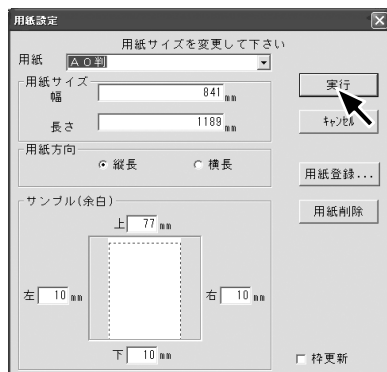 用紙設定
用紙サイズを変更して下さい
用紙 A0判
用紙サイズ
幅 841 mm
長さ 1189 mm
用紙方向
縦長 横長
サンプル(余白)
上 77 mm
左 10 mm
右 10 mm
下 10 mm
実行
ｷｬﾝｾﾙ
用紙登録...
用紙削除
枠更新